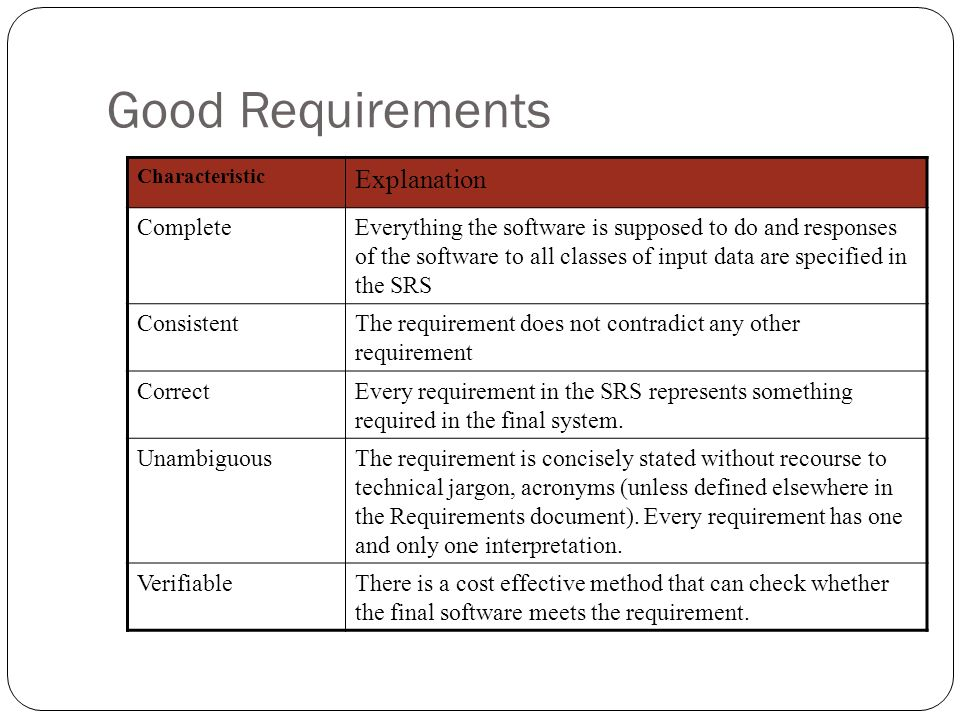 Good Requirements
Characteristic
Explanation
Complete
Everything the software is supposed to do and responses
of the software to all classes of input data are specified in
the SRS
Consistent
The requirement does not contradict any other
requirement
Correct
Every requirement in the SRS represents something
required in the final system.
Unambiguous
The requirement is concisely stated without recourse to
technical jargon, acronyms (unless defined elsewhere in
the Requirements document). Every requirement has one
and only one interpretation.
Verifiable
There is a cost effective method that can check whether
the final software meets the requirement.